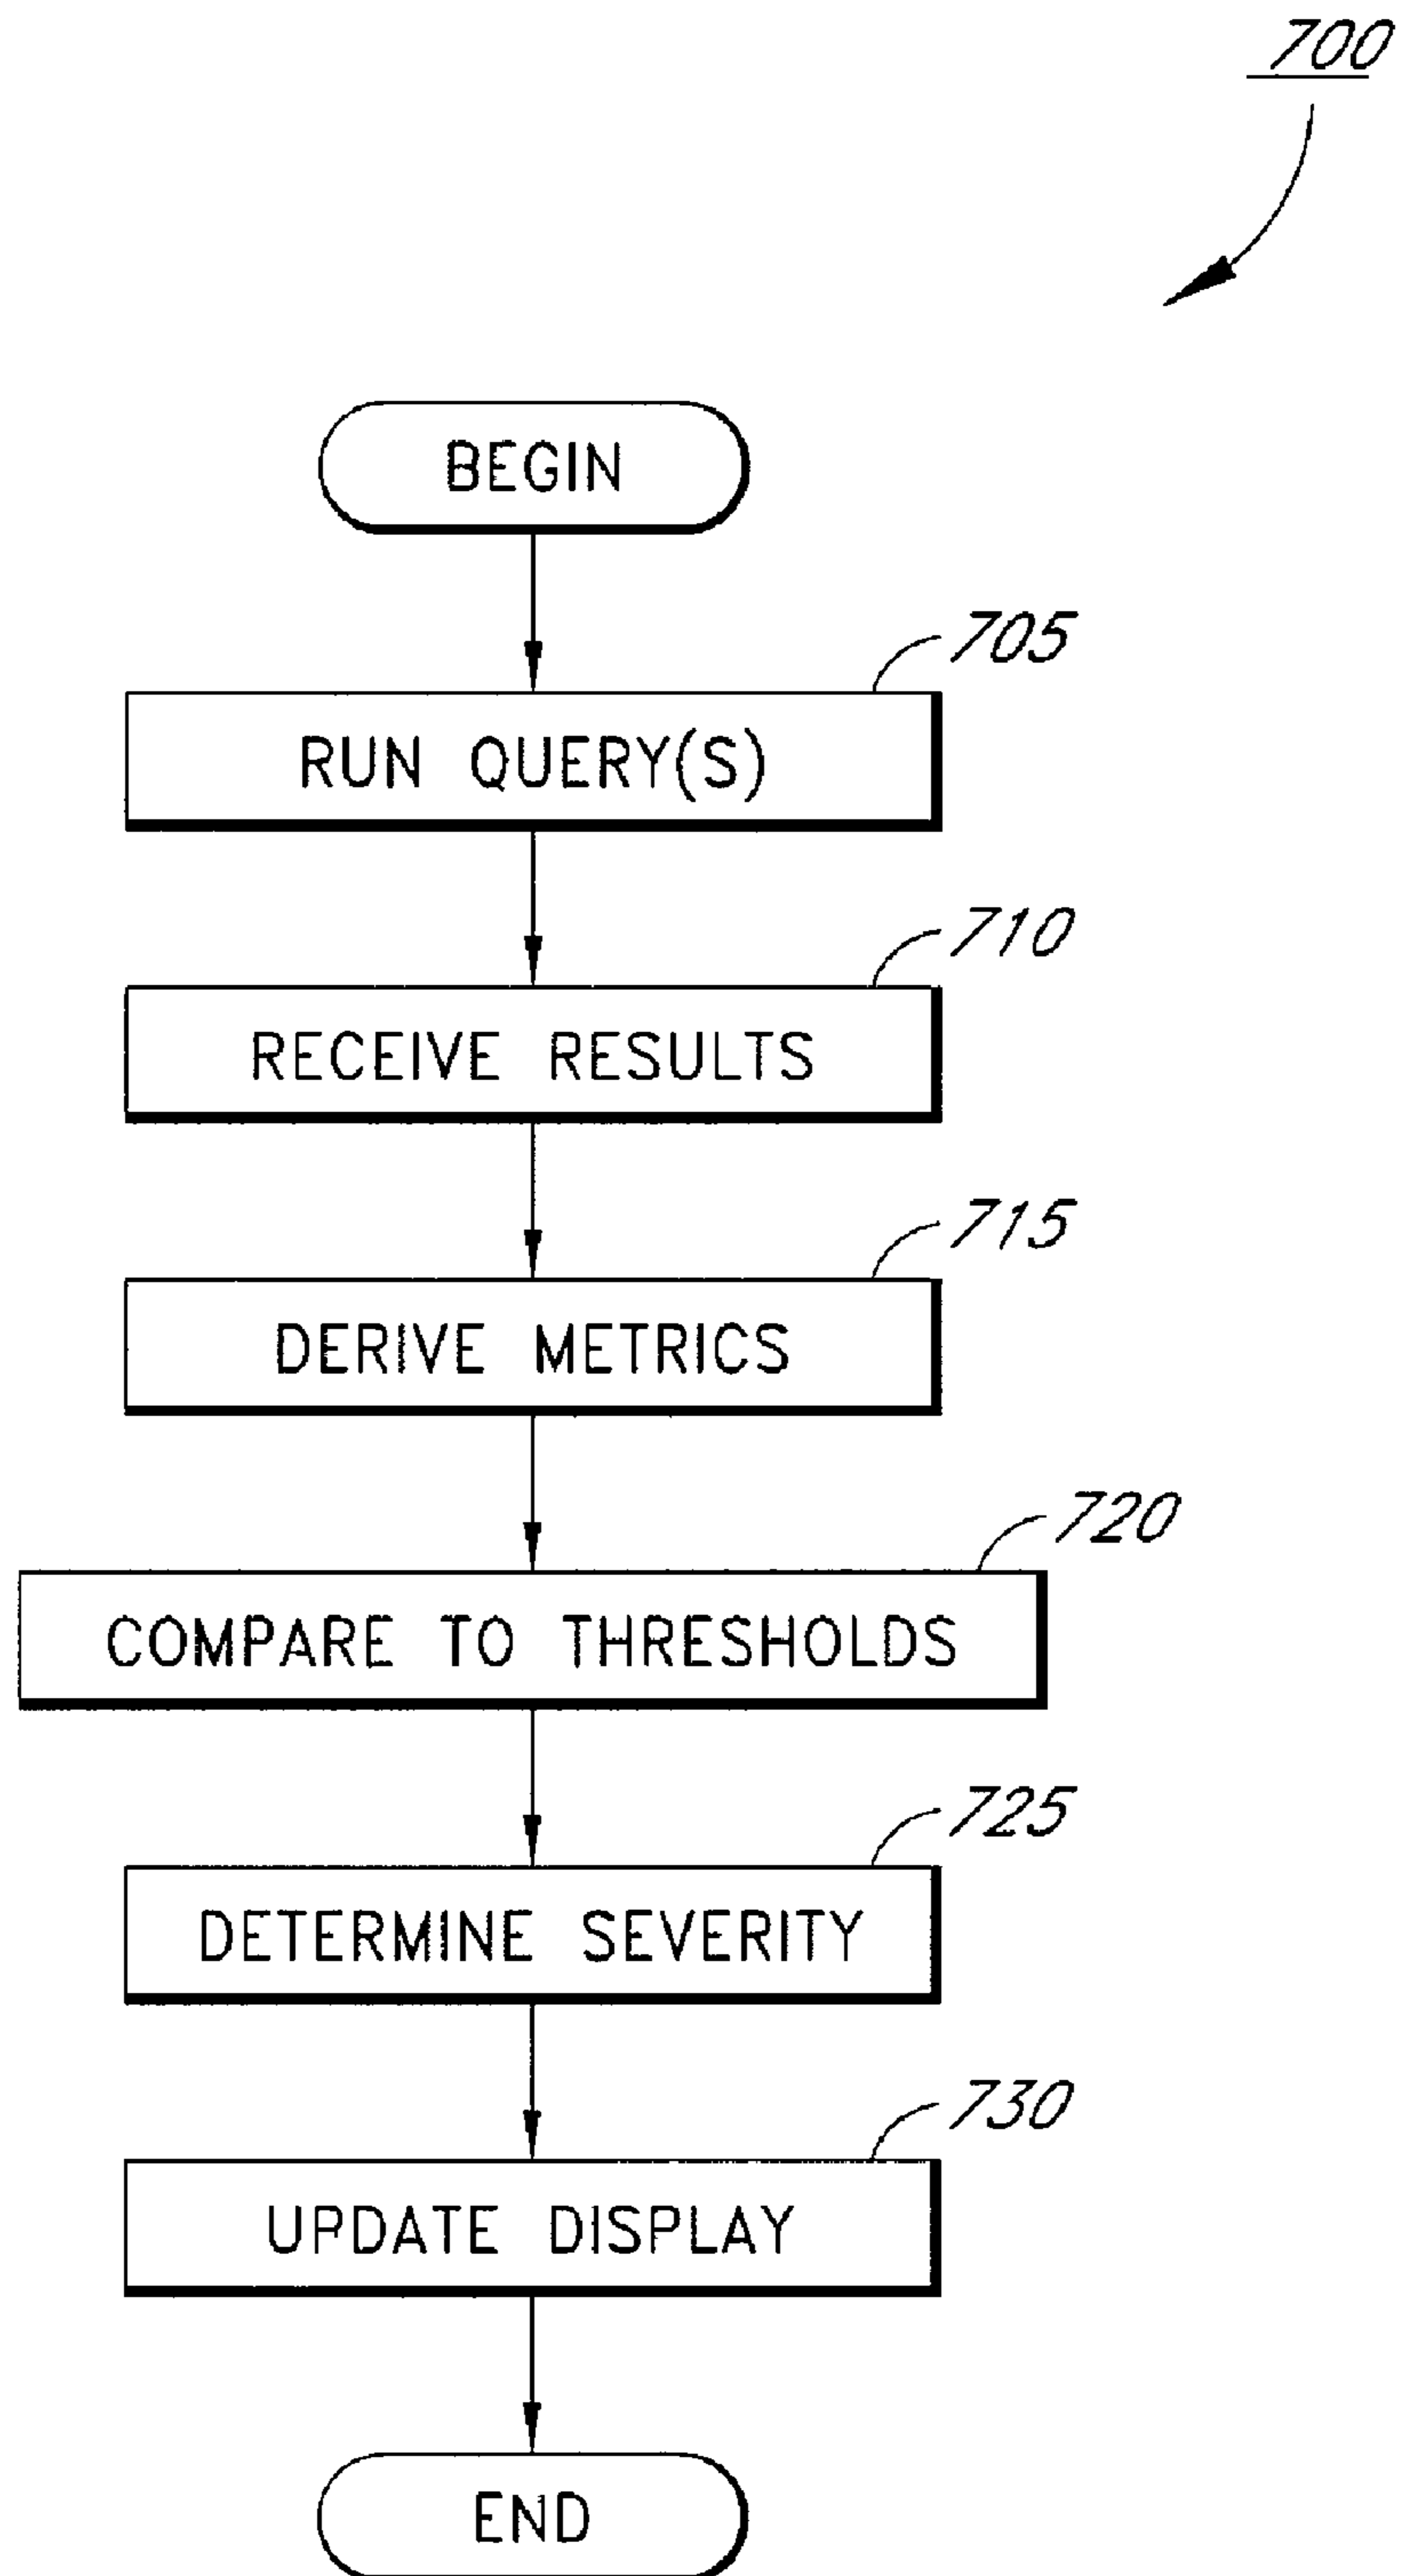 700
BEGIN
705
RUN QUERY(S)
710
RECEIVE RESULTS
715
DERIVE METRICS
720
COMPARE TO THRESHOLDS
725
DETERMINE SEVERITY
730
UPDATE DISPLAY
END